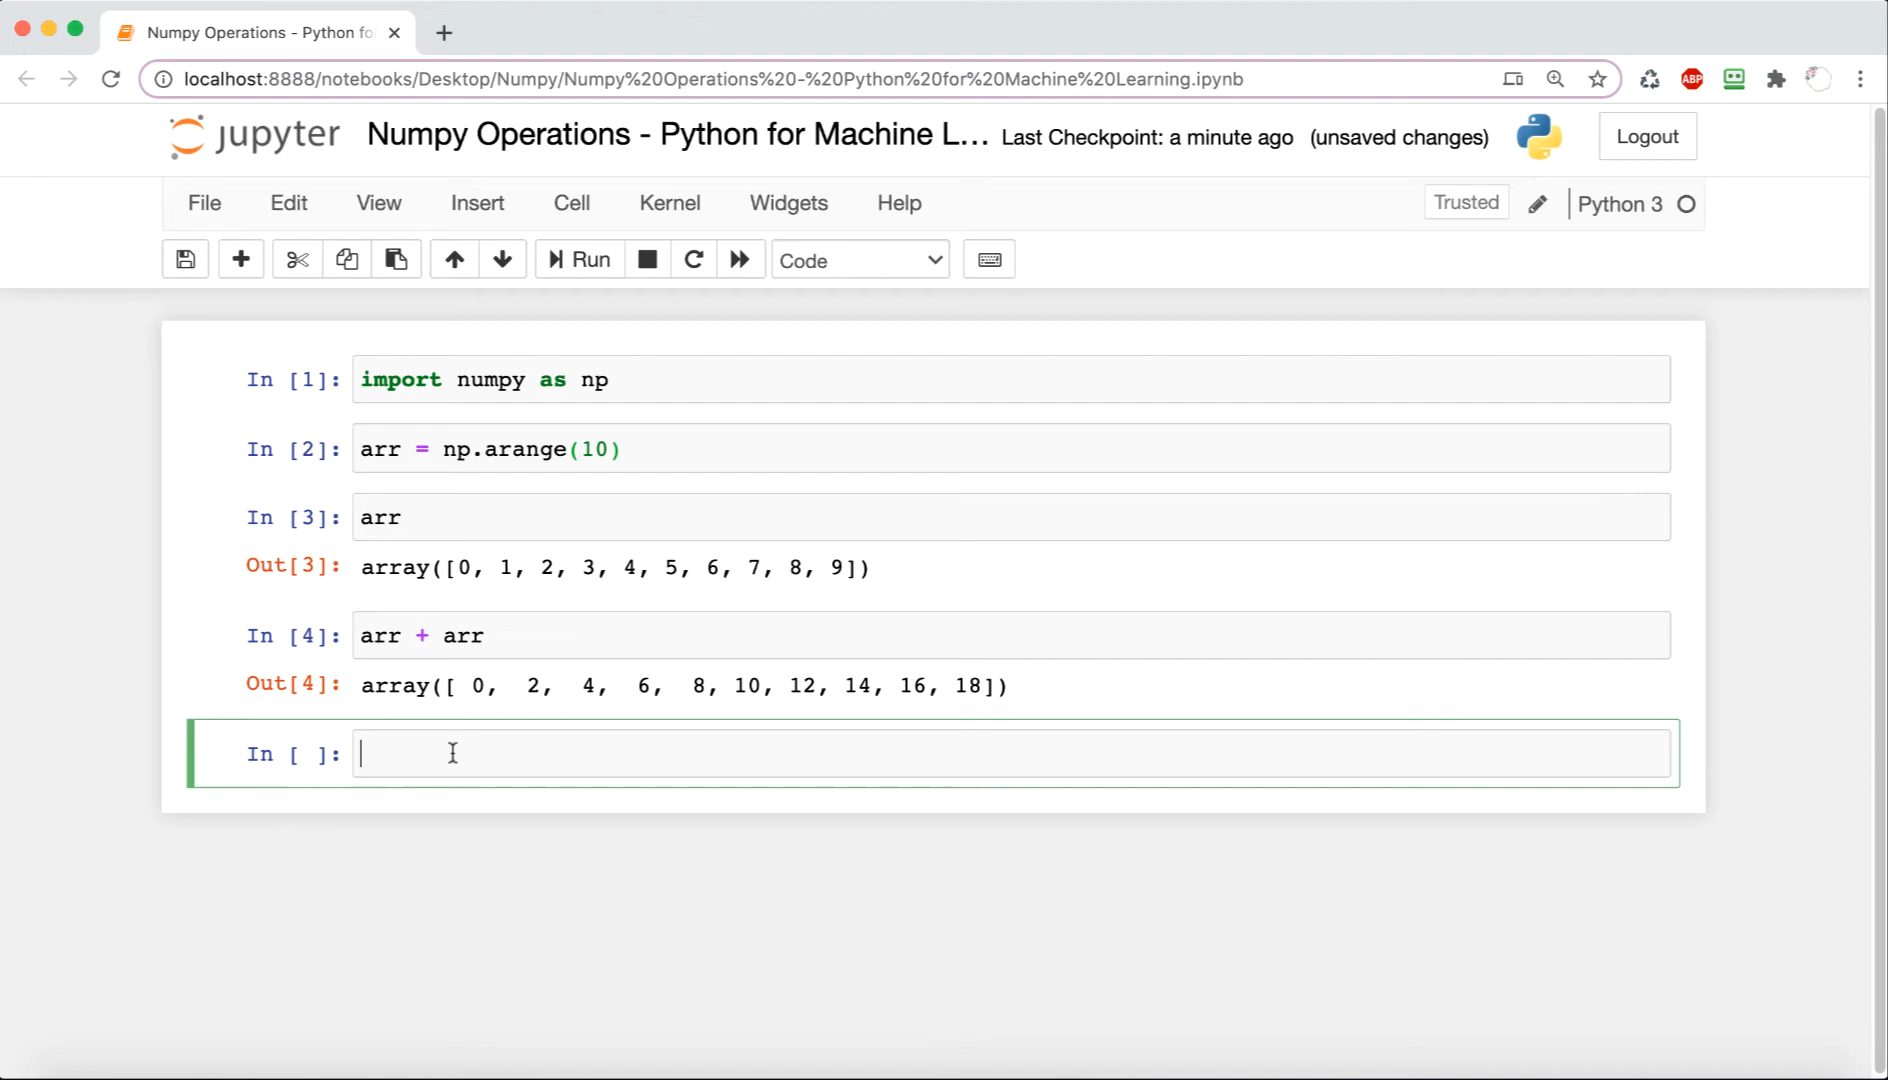 Numpy Operations - Python fo
localhost:8888/notebooks/Desktop/Numpy/Numpy%20Operations%20-%20Python%20for%20Machine%20Learning.ipynb
ABP
jupyter Numpy Operations - Python for Machine L... Last Checkpoint: a minute ago (unsaved changes) Logout
File Edit View Insert Cell Kernel Widgets Help Trusted Python 3
Run Code
In [1]: import numpy as np
In [2]: arr = np.arange(10)
In [3]: arr
Out[3]: array([0, 1, 2, 3, 4, 5, 6, 7, 8, 9])
In [4]: arr + arr
Out[4]: array([ 0,  2,  4,  6,  8, 10, 12, 14, 16, 18])
In [ ]: